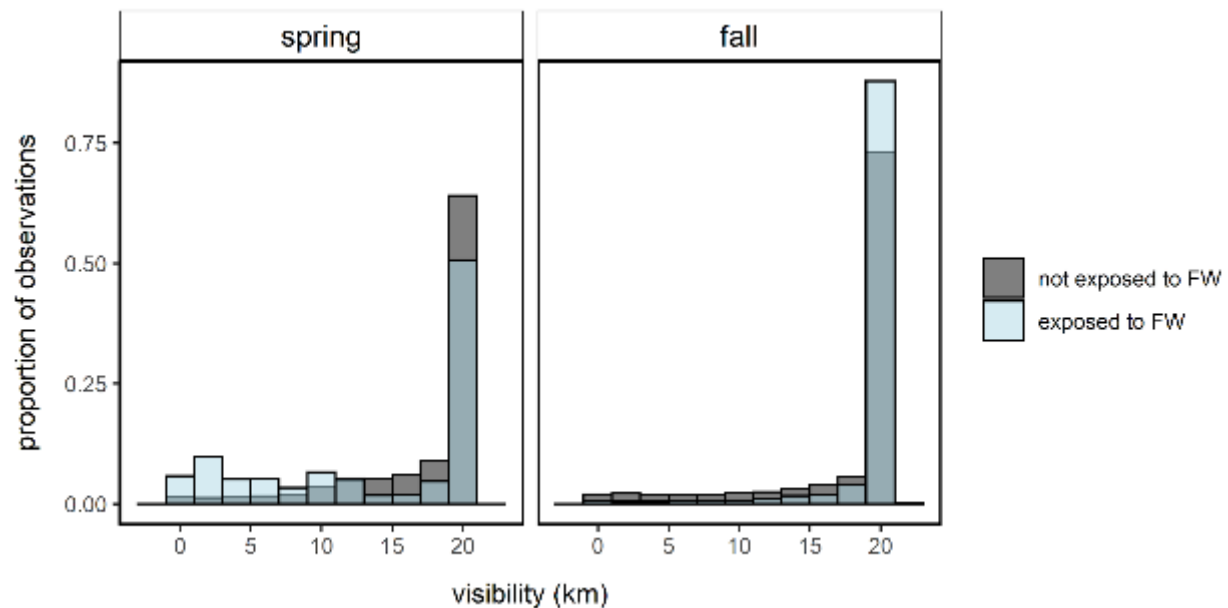 spring
fall
proportion of observations
0.75
0.50
0.25
0.00
0 5 10 15 20
0 5 10 15 20
visibility (km)
not exposed to FW
exposed to FW